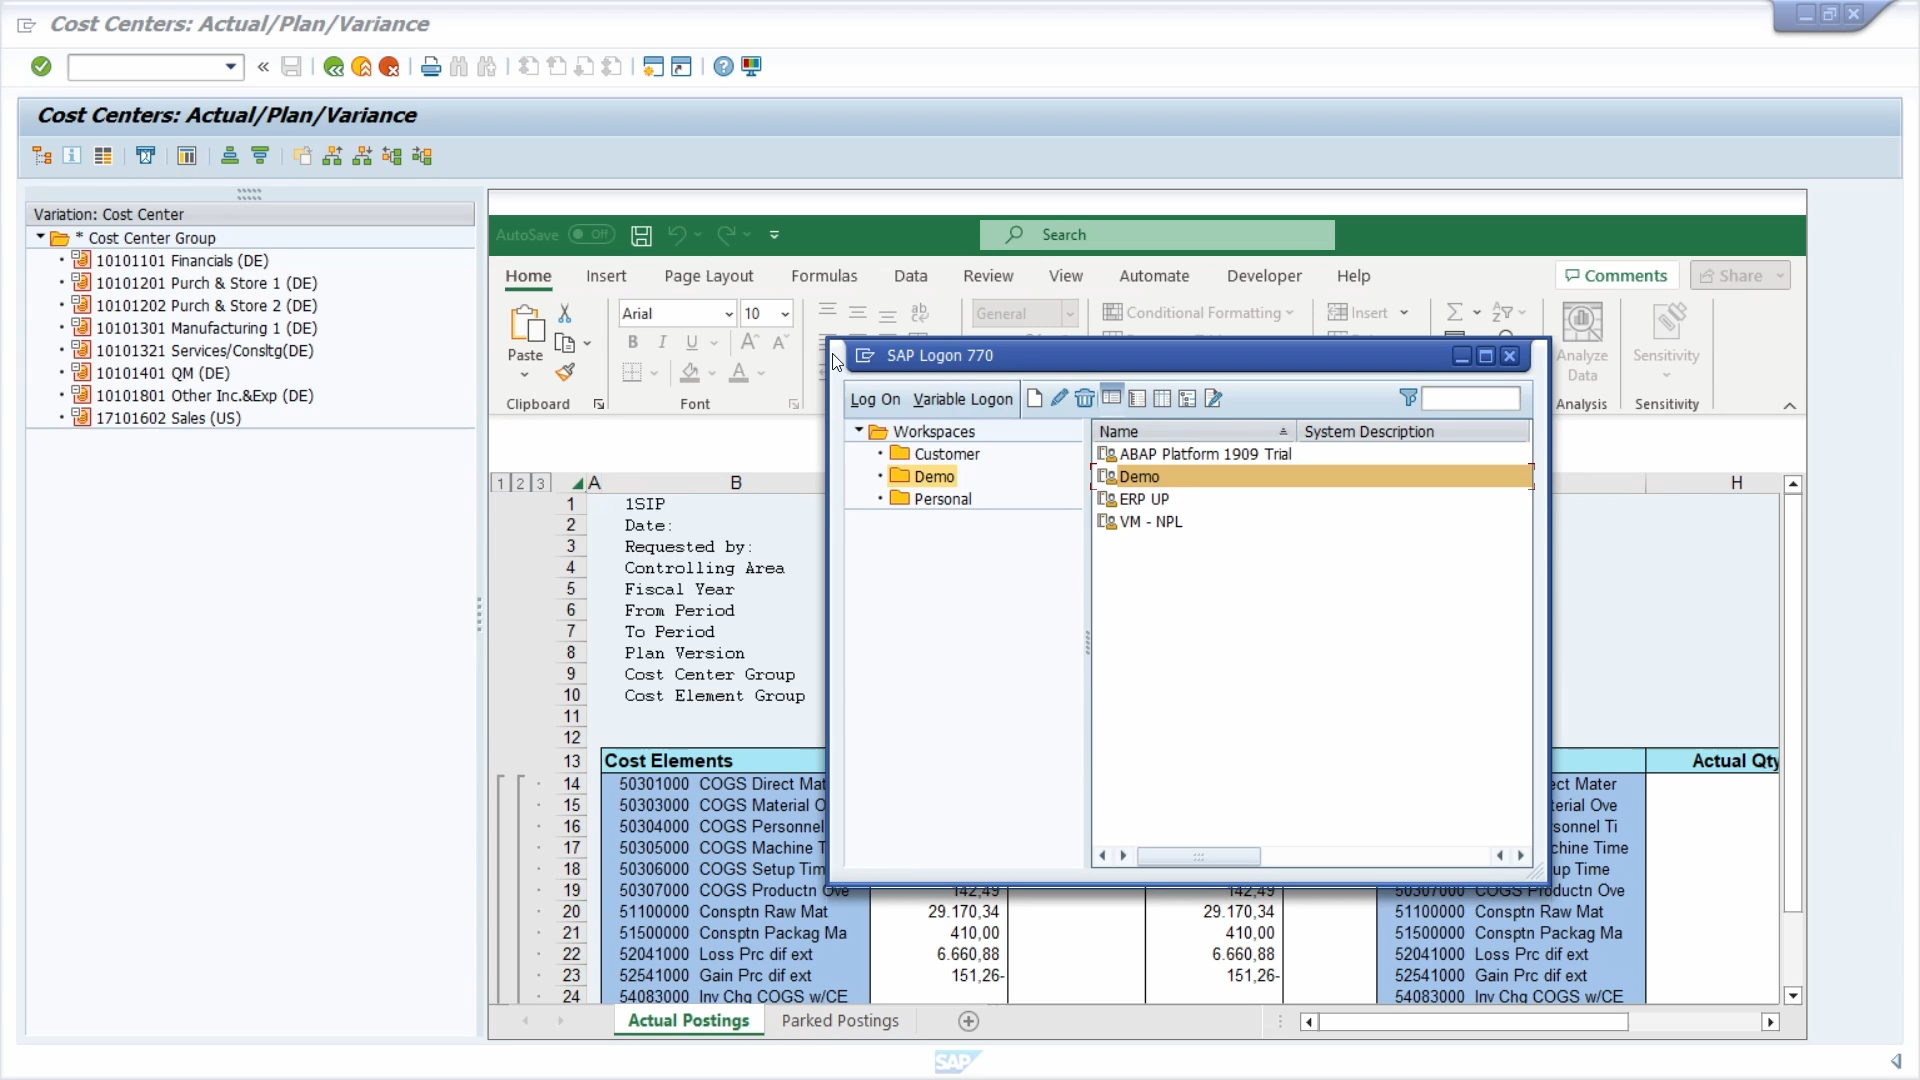 Cost Centers: Actual/Plan/Variance
Cost Centers: Actual/Plan/Variance
Variation: Cost Center
* Cost Center Group
10101101 Financials (DE)
10101201 Purch & Store 1 (DE)
10101202 Purch & Store 2 (DE)
10101301 Manufacturing 1 (DE)
10101321 Services/Consltg(DE)
10101401 QM (DE)
10101801 Other Inc.&Exp (DE)
17101602 Sales (US)
AutoSave Off Search
Home Insert Page Layout Formulas Data Review View Automate Developer Help Comments Share
Arial 10 General Conditional Formatting Insert
Paste B I U A A Analyze Data Sensitivity
Clipboard Font Analysis Sensitivity
SAP Logon 770
Log On Variable Logon
Workspaces
Customer
Demo
Personal
Name System Description
ABAP Platform 1909 Trial
Demo
ERP UP
VM - NPL
1 2 3 A B H
1 1SIP
2 Date:
3 Requested by:
4 Controlling Area
5 Fiscal Year
6 From Period
7 To Period
8 Plan Version
9 Cost Center Group
10 Cost Element Group
11
12
13 Cost Elements Actual Qty
14 50301000 COGS Direct Mat ect Mater
15 50303000 COGS Material O terial Ove
16 50304000 COGS Personnel sonnel Ti
17 50305000 COGS Machine T chine Time
18 50306000 COGS Setup Tim up Time
19 50307000 COGS Productn Ove 142,49 142,49 50307000 COGS Productn Ove
20 51100000 Consptn Raw Mat 29.170,34 29.170,34 51100000 Consptn Raw Mat
21 51500000 Consptn Packag Ma 410,00 410,00 51500000 Consptn Packag Ma
22 52041000 Loss Prc dif ext 6.660,88 6.660,88 52041000 Loss Prc dif ext
23 52541000 Gain Prc dif ext 151,26- 151,26- 52541000 Gain Prc dif ext
24 54083000 Inv Chg COGS w/CE 54083000 Inv Chg COGS w/CE
Actual Postings Parked Postings
SAP